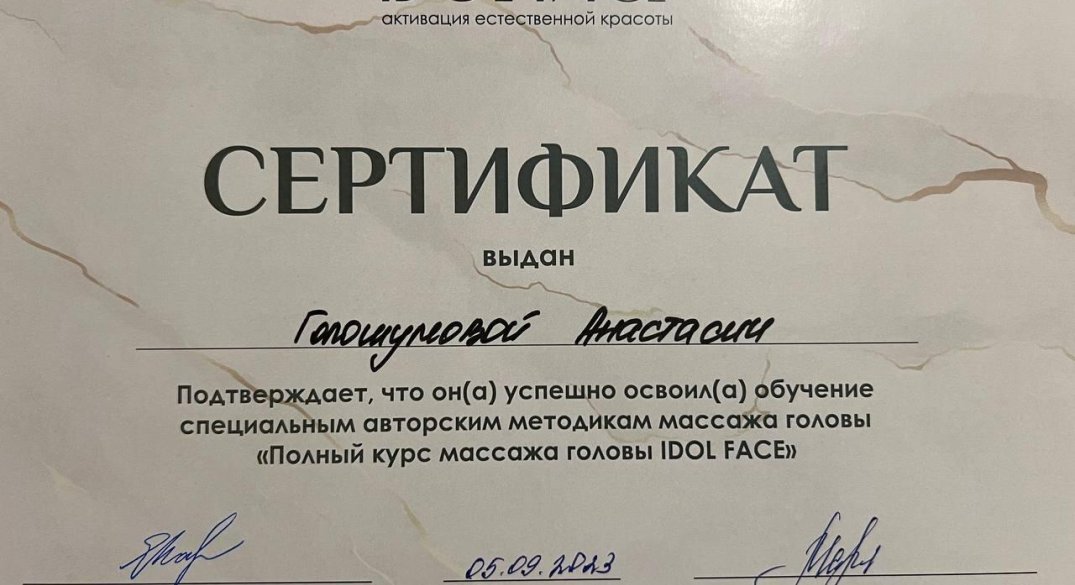 активация естественной красоты
СЕРТИФИКАТ
выдан
Голошумовой Анастасии
Подтверждает, что он(а) успешно освоил(а) обучение
специальным авторским методикам массажа головы
«Полный курс массажа головы IDOL FACE»
05.09.2023